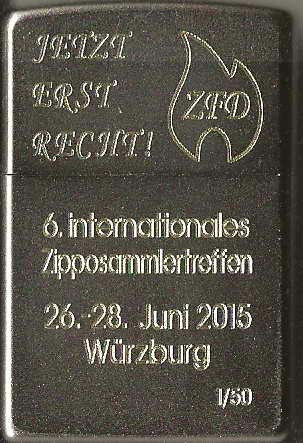 JETZT
ERST
RECHT!
ZFD
6. internationales
Zipposammlertreffen
26.-28. Juni 2015
Würzburg
1/50